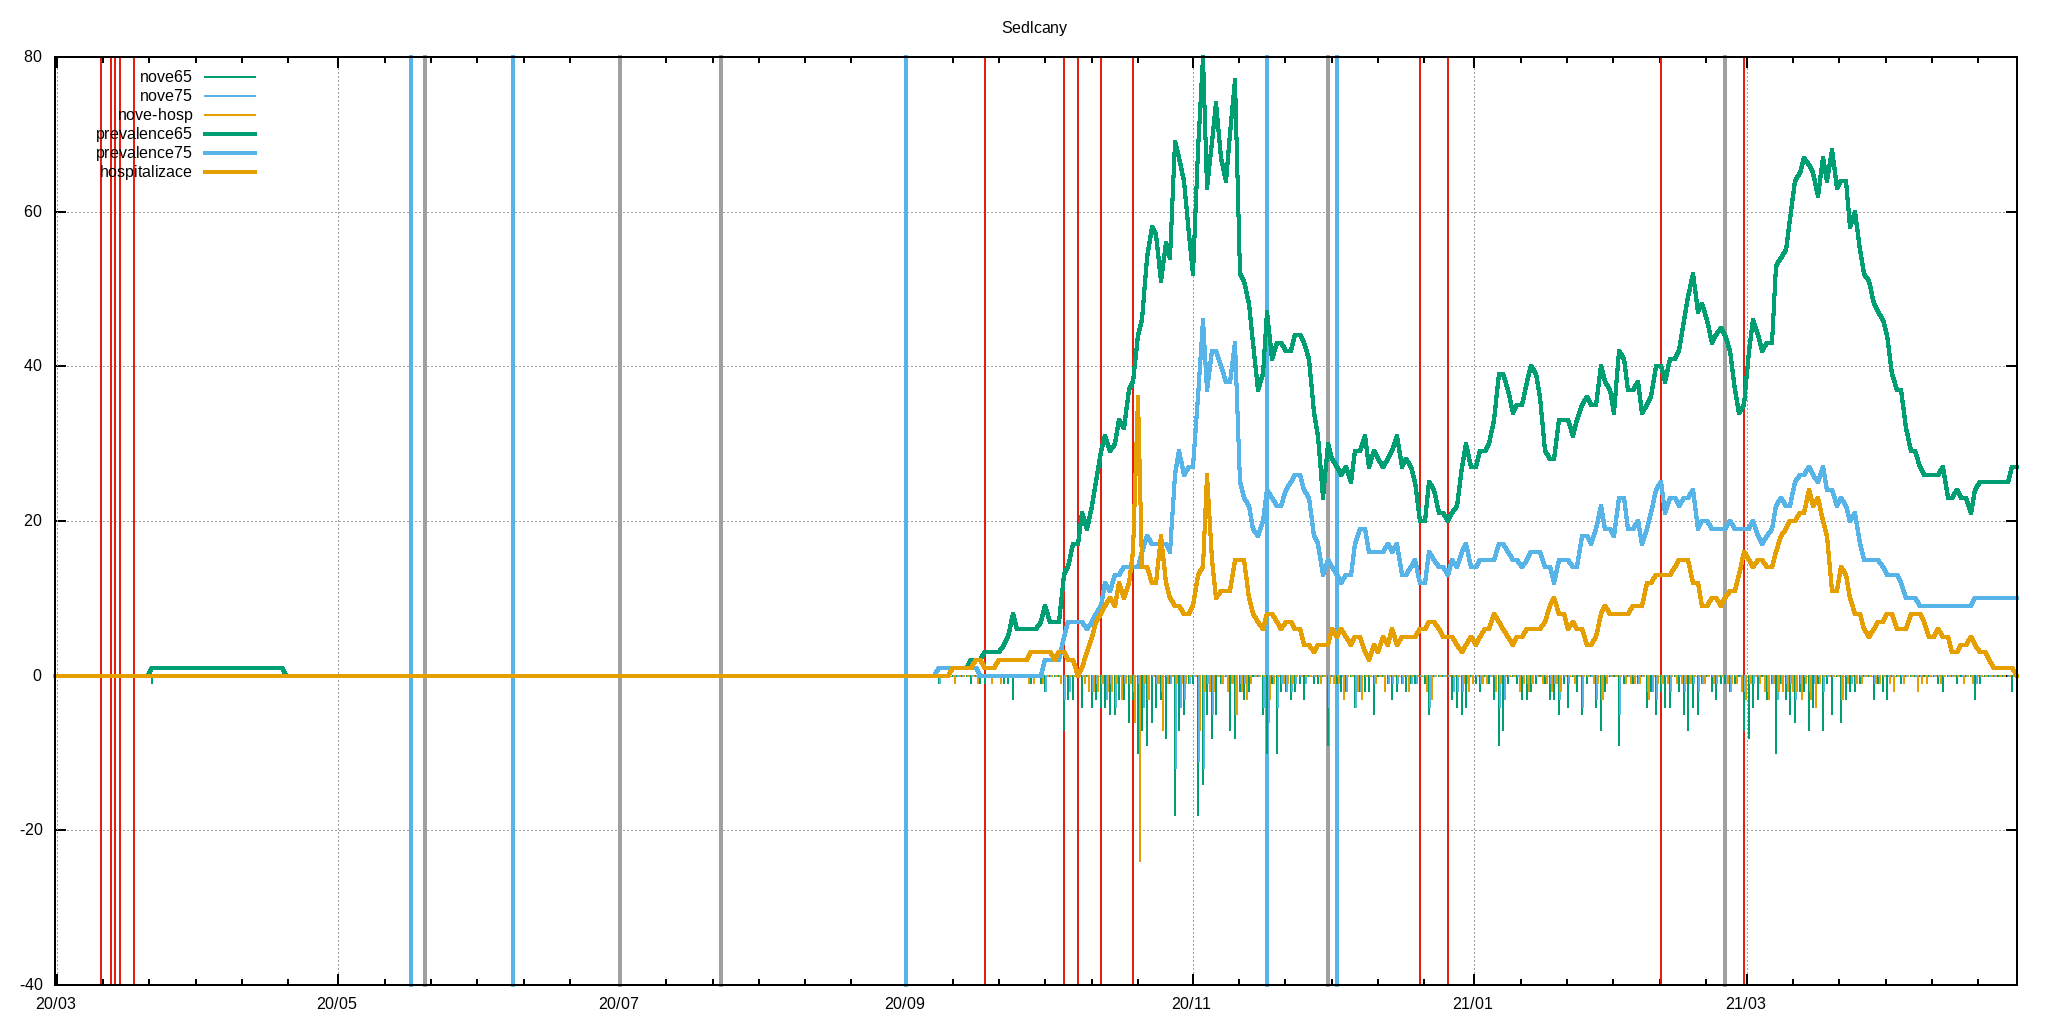 Sedlcany
80
60
40
20
0
-20
-40
nove65
nove75
nove-hosp
prevalence65
prevalence75
hospitalizace
20/03 20/05 20/07 20/09 20/11 21/01 21/03